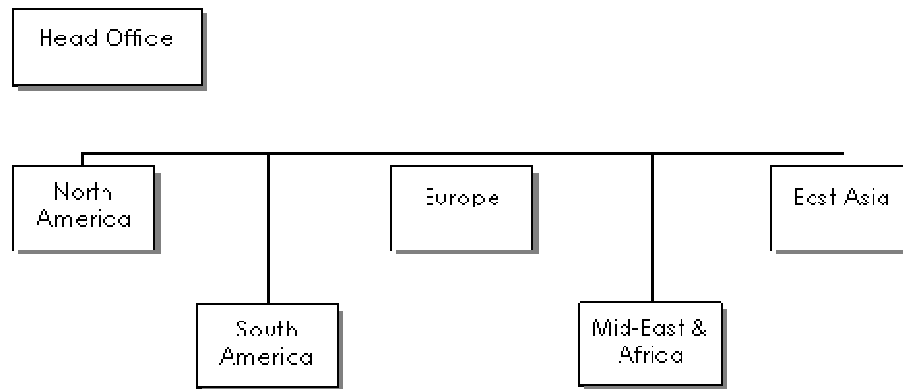 Head Office
North
America
Europe
East Asia
South
America
Mid-East &
Africa